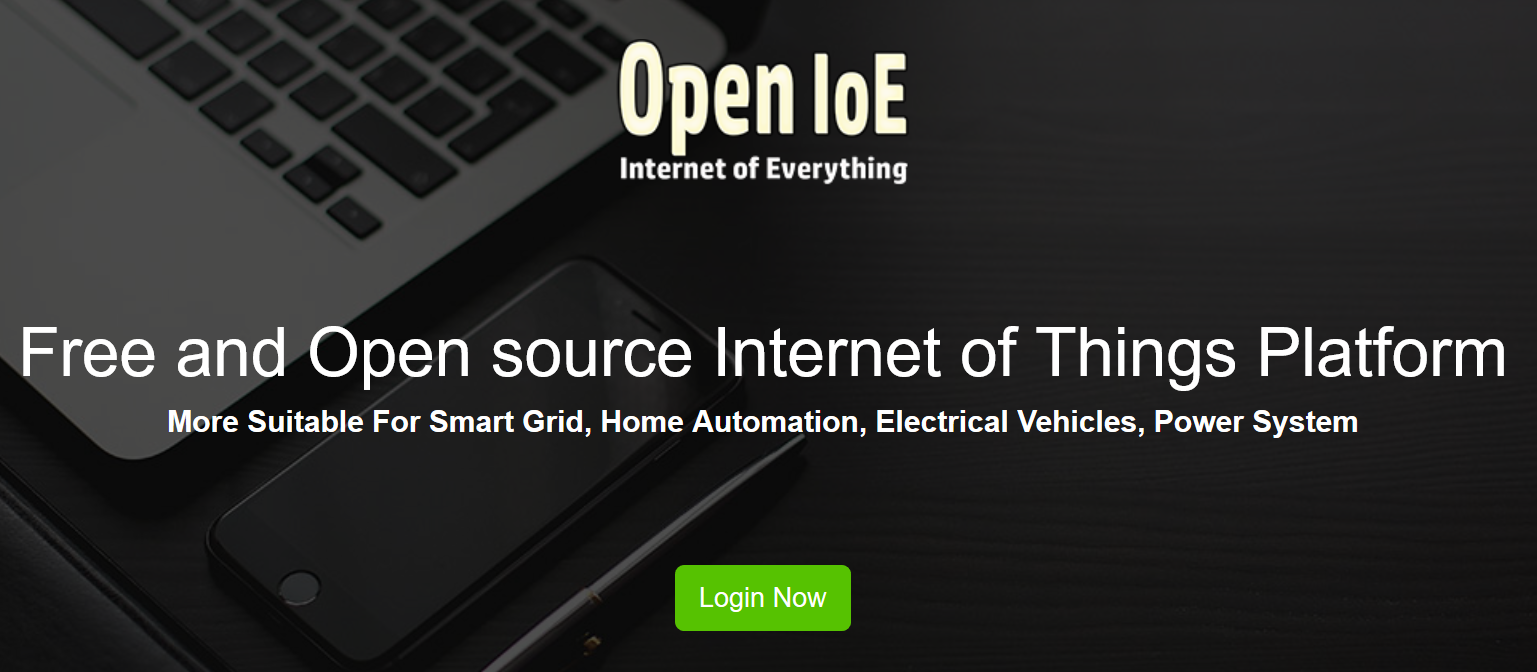 Open IoE
Internet of Everything
Free and Open source Internet of Things Platform
More Suitable For Smart Grid, Home Automation, Electrical Vehicles, Power System
Login Now